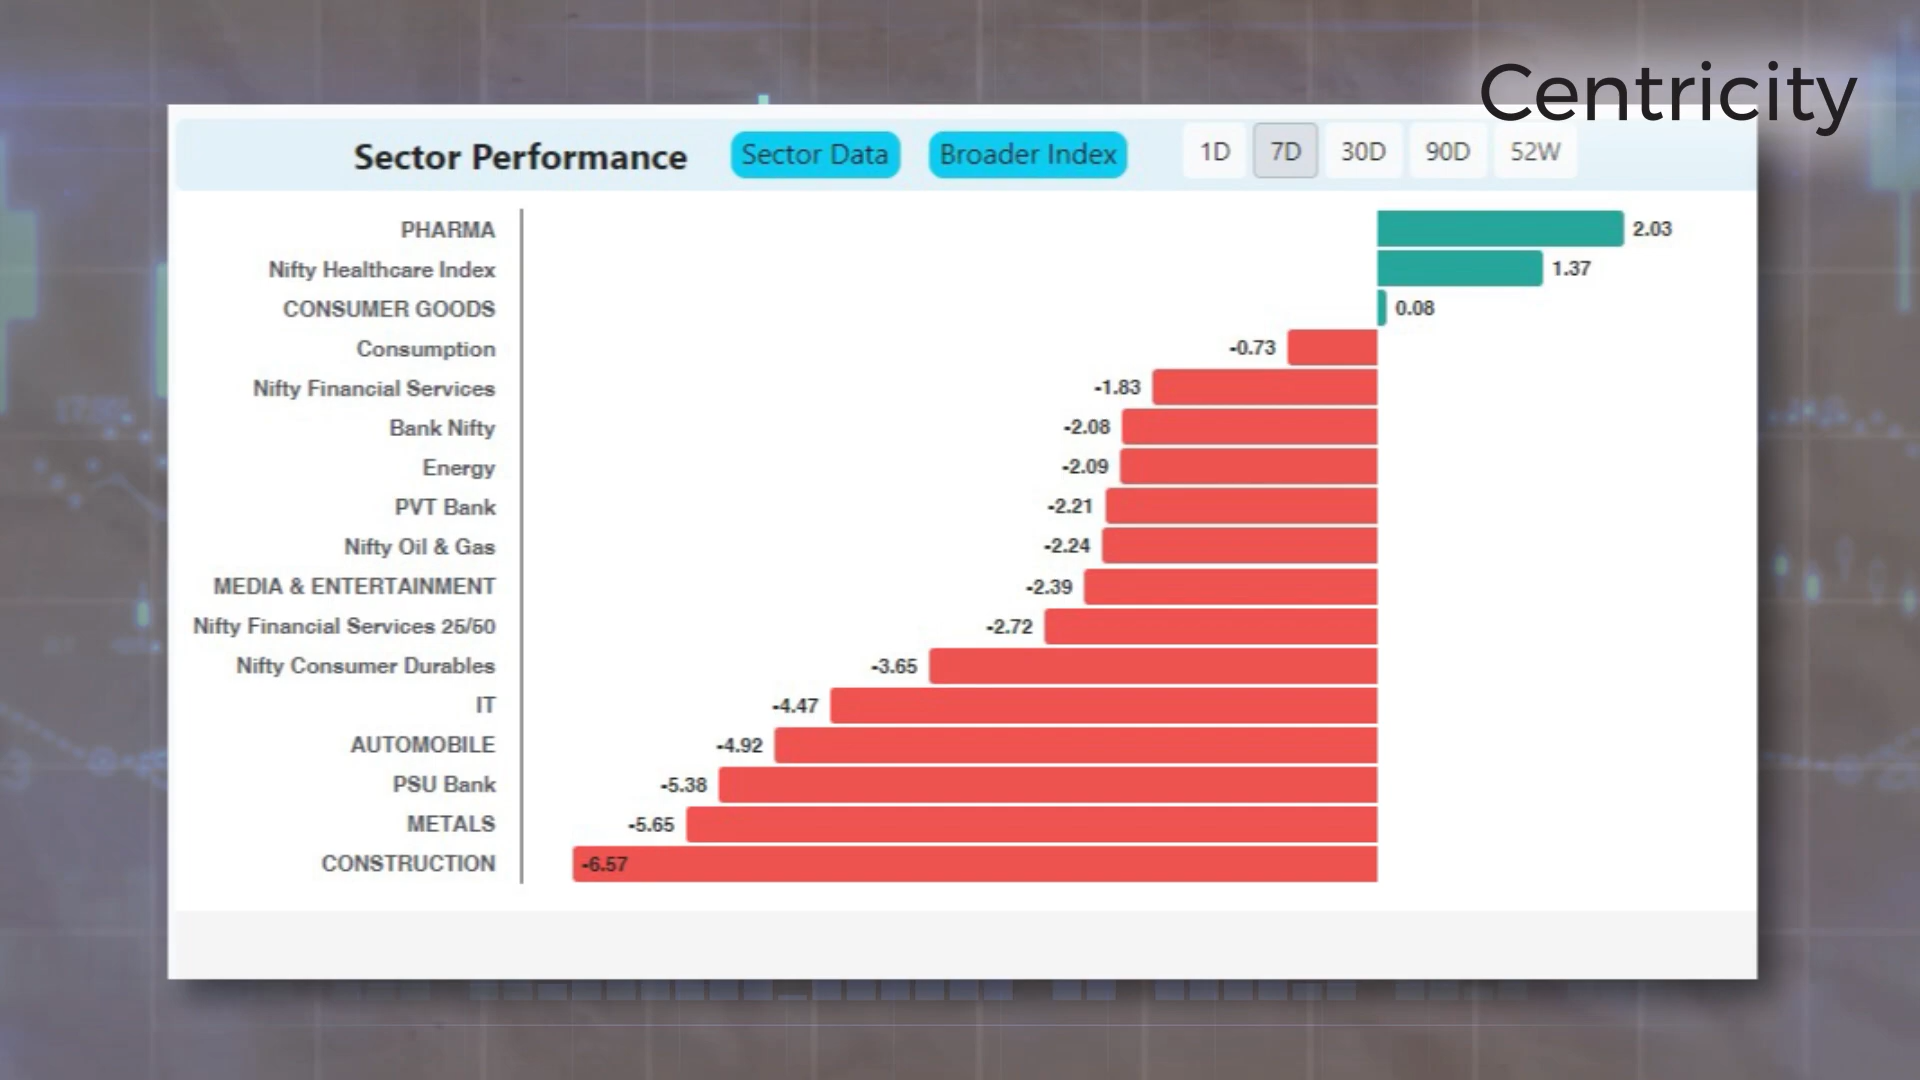 Centricity
Sector Performance Sector Data Broader Index 1D 7D 30D 90D 52W
PHARMA 2.03
Nifty Healthcare Index 1.37
CONSUMER GOODS 0.08
Consumption -0.73
Nifty Financial Services -1.83
Bank Nifty -2.08
Energy -2.09
PVT Bank -2.21
Nifty Oil & Gas -2.24
MEDIA & ENTERTAINMENT -2.39
Nifty Financial Services 25/50 -2.72
Nifty Consumer Durables -3.65
IT -4.47
AUTOMOBILE -4.92
PSU Bank -5.38
METALS -5.65
CONSTRUCTION -6.57